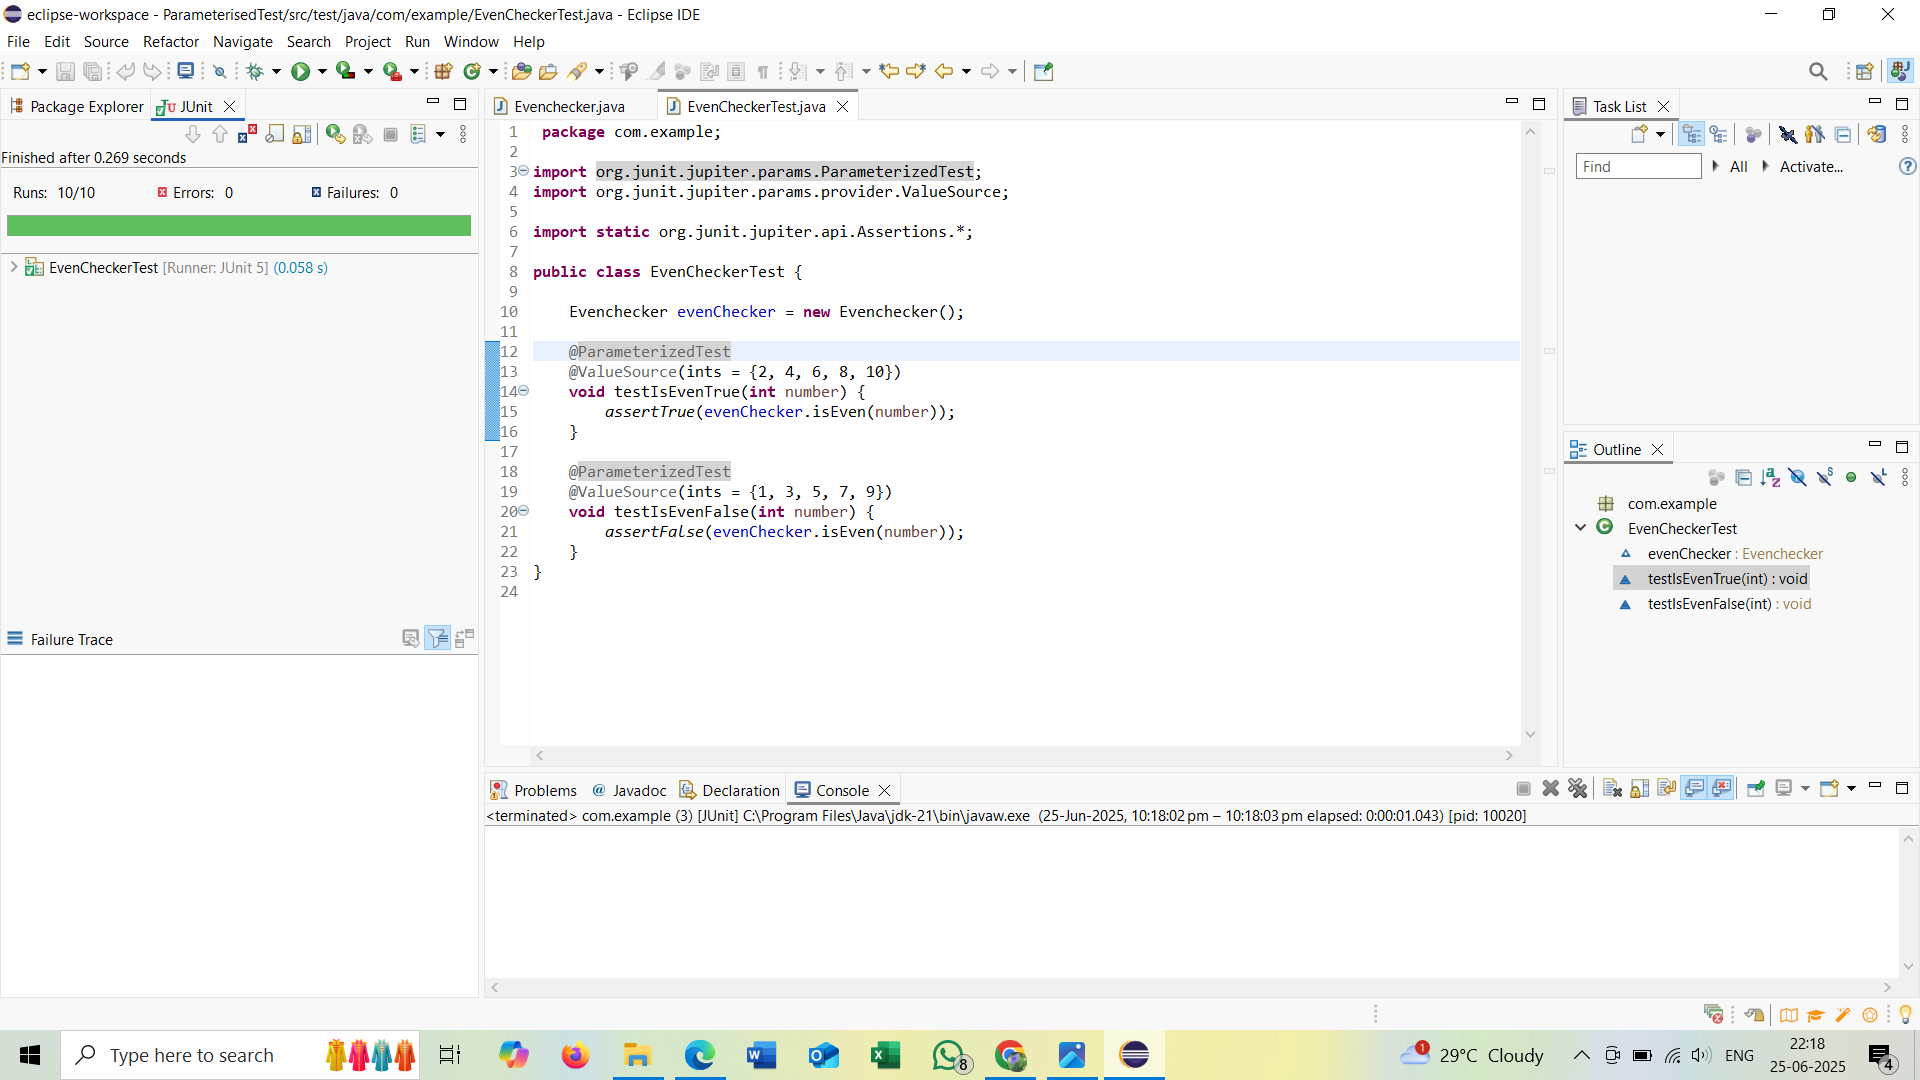 eclipse-workspace - ParameterisedTest/src/test/java/com/example/EvenCheckerTest.java - Eclipse IDE
File Edit Source Refactor Navigate Search Project Run Window Help
Package Explorer JUnit
Finished after 0.269 seconds
Runs: 10/10 Errors: 0 Failures: 0
EvenCheckerTest [Runner: JUnit 5] (0.058 s)
Failure Trace
Evenchecker.java EvenCheckerTest.java
1 package com.example;
2
3 import org.junit.jupiter.params.ParameterizedTest;
4 import org.junit.jupiter.params.provider.ValueSource;
5
6 import static org.junit.jupiter.api.Assertions.*;
7
8 public class EvenCheckerTest {
9
10 Evenchecker evenChecker = new Evenchecker();
11
12 @ParameterizedTest
13 @ValueSource(ints = {2, 4, 6, 8, 10})
14 void testIsEvenTrue(int number) {
15 assertTrue(evenChecker.isEven(number));
16 }
17
18 @ParameterizedTest
19 @ValueSource(ints = {1, 3, 5, 7, 9})
20 void testIsEvenFalse(int number) {
21 assertFalse(evenChecker.isEven(number));
22 }
23 }
24
Task List
Find All Activate...
Outline
com.example
EvenCheckerTest
evenChecker : Evenchecker
testIsEvenTrue(int) : void
testIsEvenFalse(int) : void
Problems Javadoc Declaration Console
<terminated> com.example (3) [JUnit] C:\Program Files\Java\jdk-21\bin\javaw.exe (25-Jun-2025, 10:18:02 pm – 10:18:03 pm elapsed: 0:00:01.043) [pid: 10020]
Type here to search
8
1
29°C Cloudy
ENG
22:18
25-06-2025
4